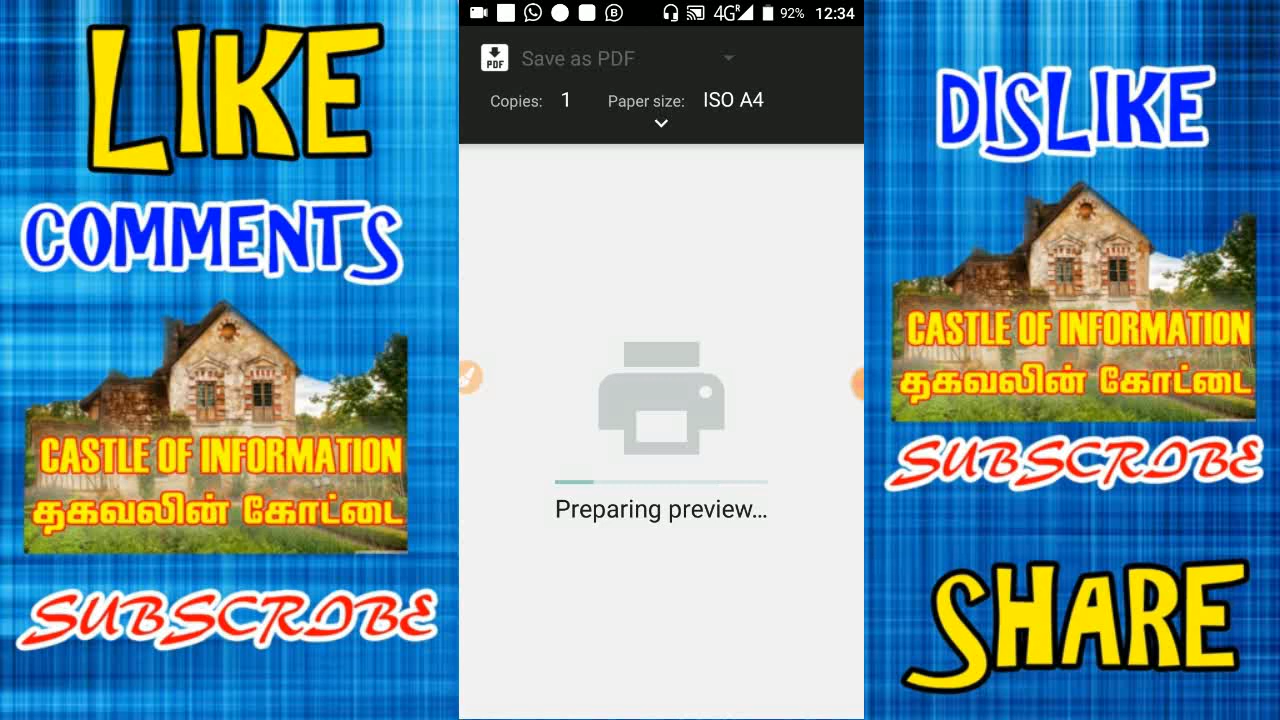 LIKE
COMMENTS
CASTLE OF INFORMATION
தகவலின் கோட்டை
SUBSCRIBE
4G R 92% 12:34
PDF Save as PDF
Copies: 1 Paper size: ISO A4
Preparing preview...
DISLIKE
CASTLE OF INFORMATION
தகவலின் கோட்டை
SUBSCRIBE
SHARE